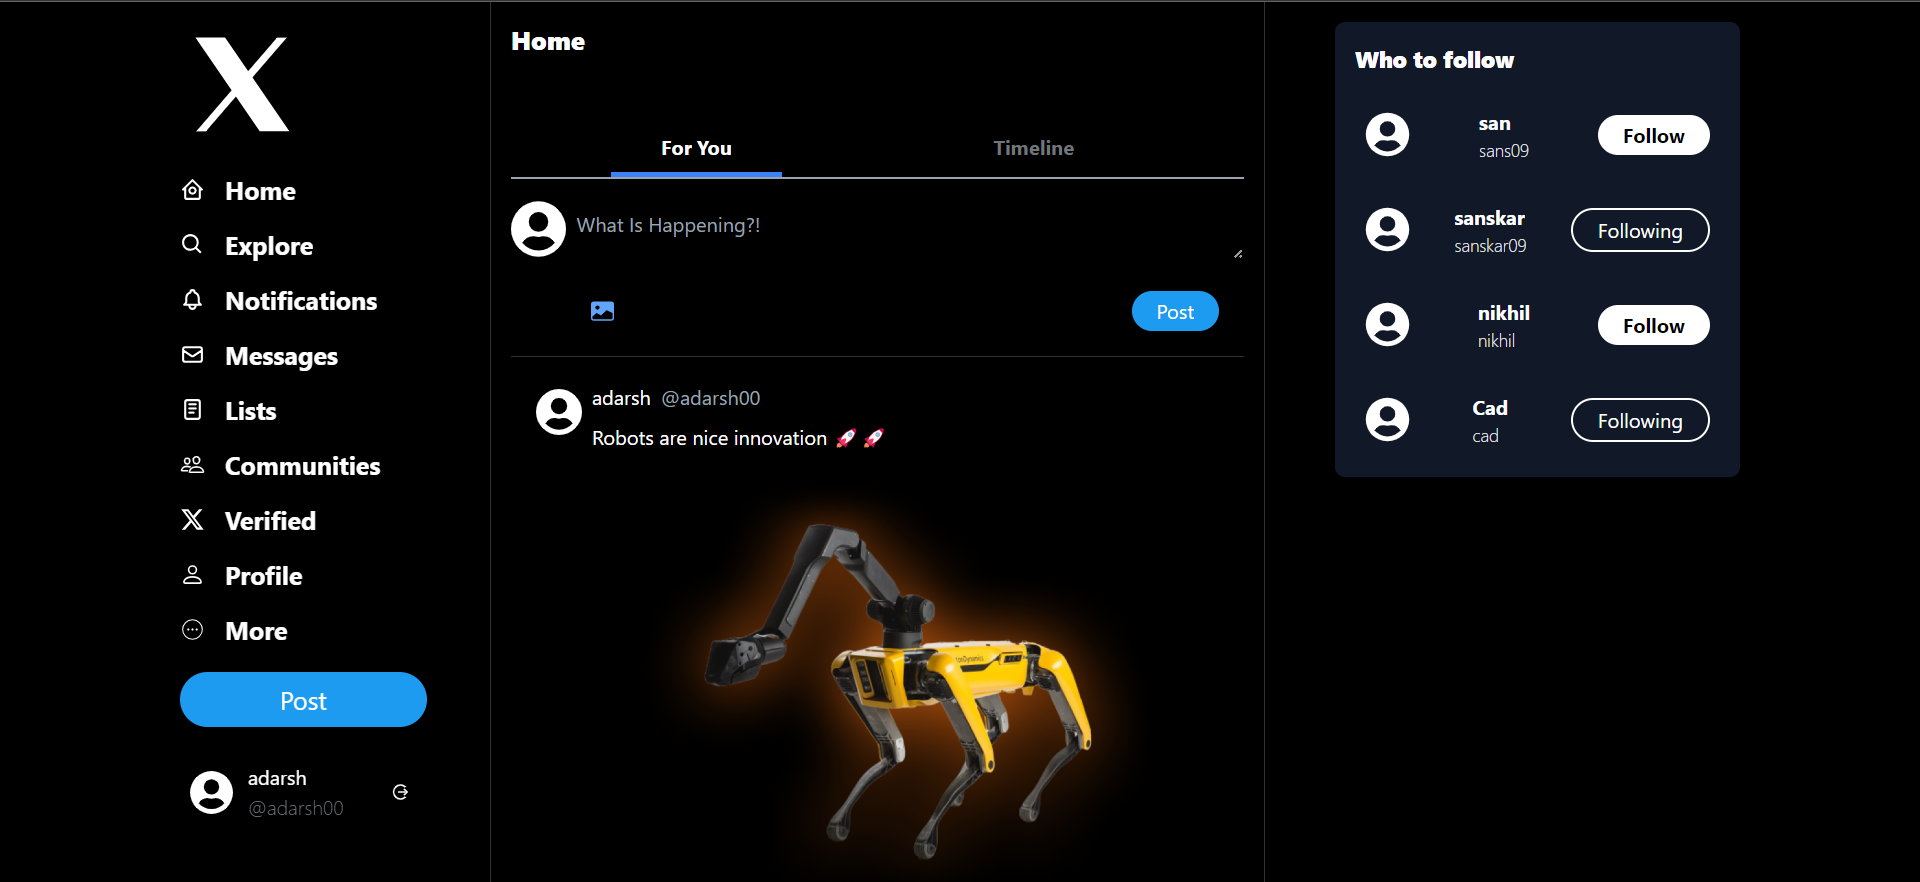 X
Home
Explore
Notifications
Messages
Lists
Communities
Verified
Profile
More
Post
adarsh
@adarsh00
Home
For You
Timeline
What Is Happening?!
Post
adarsh @adarsh00
Robots are nice innovation 🚀 🚀
Who to follow
san
sans09
Follow
sanskar
sanskar09
Following
nikhil
nikhil
Follow
Cad
cad
Following